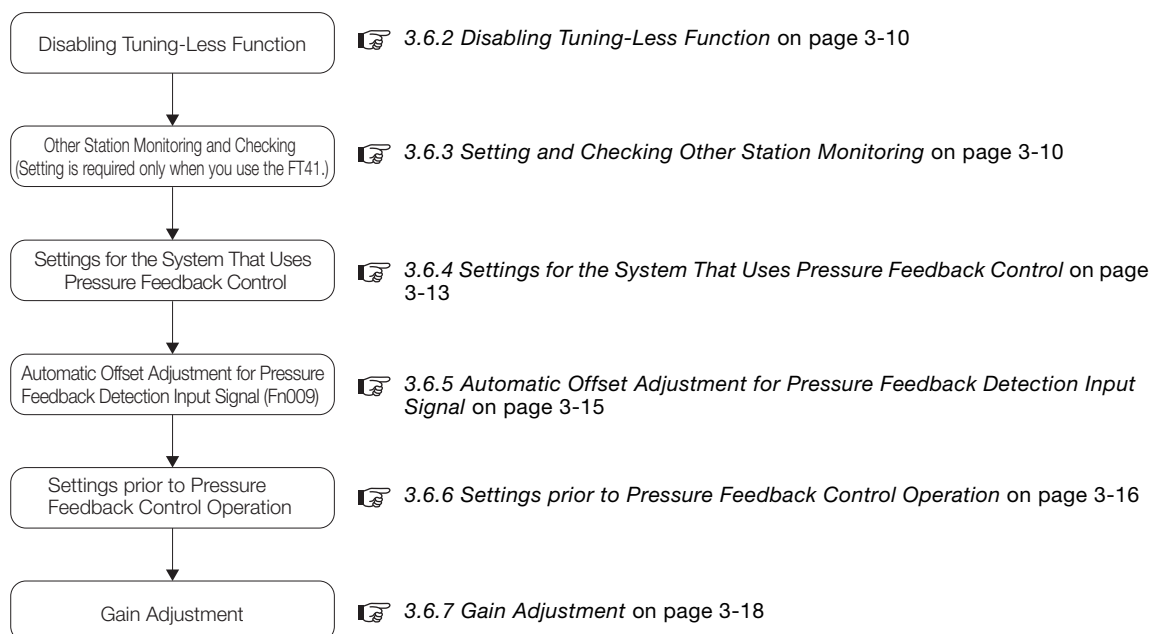 Disabling Tuning-Less Function
3.6.2 Disabling Tuning-Less Function on page 3-10
Other Station Monitoring and Checking
(Setting is required only when you use the FT41.)
3.6.3 Setting and Checking Other Station Monitoring on page 3-10
Settings for the System That Uses
Pressure Feedback Control
3.6.4 Settings for the System That Uses Pressure Feedback Control on page
3-13
Automatic Offset Adjustment for Pressure
Feedback Detection Input Signal (Fn009)
3.6.5 Automatic Offset Adjustment for Pressure Feedback Detection Input
Signal on page 3-15
Settings prior to Pressure
Feedback Control Operation
3.6.6 Settings prior to Pressure Feedback Control Operation on page 3-16
Gain Adjustment
3.6.7 Gain Adjustment on page 3-18